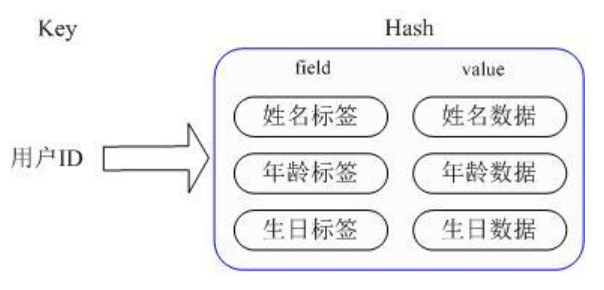 Key Hash
field value
姓名标签 姓名数据
用户ID 年龄标签 年龄数据
生日标签 生日数据